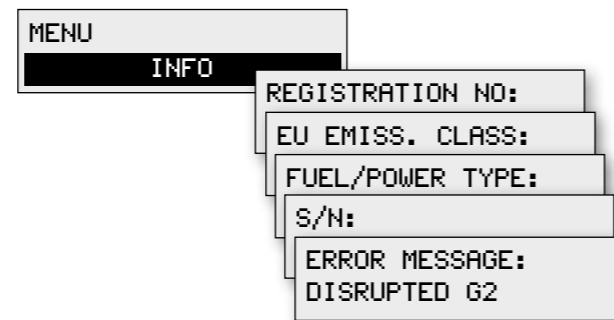 MENU
INFO
REGISTRATION NO:
EU EMISS. CLASS:
FUEL/POWER TYPE:
S/N:
ERROR MESSAGE:
DISRUPTED G2